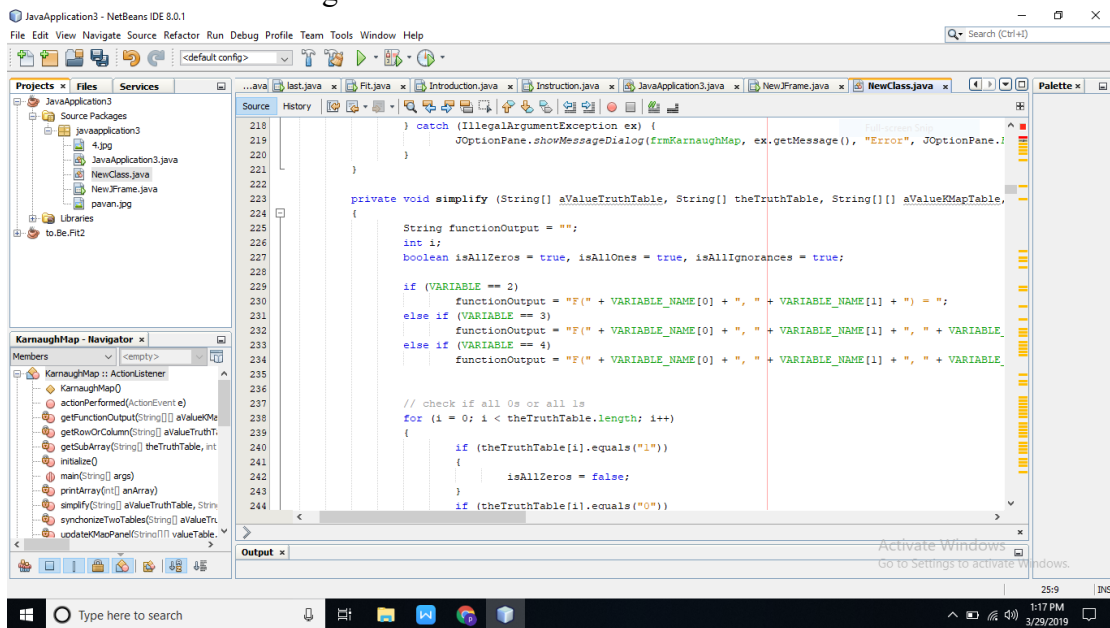 JavaApplication3 - NetBeans IDE 8.0.1
File Edit View Navigate Source Refactor Run Debug Profile Team Tools Window Help
Search (Ctrl+I)
<default config>
Projects Files Services
...ava last.java Fit.java Introduction.java Instruction.java JavaApplication3.java NewJFrame.java NewClass.java
Palette
JavaApplication3
Source Packages
javaapplication3
4.jpg
JavaApplication3.java
NewClass.java
NewJFrame.java
pavan.jpg
Libraries
to.Be.Fit2
Source History
218 } catch (IllegalArgumentException ex) {
219 JOptionPane.showMessageDialog(frmKarnaughMap, ex.getMessage(), "Error", JOptionPane.
220 }
221 }
222
223 private void simplify (String[] aValueTruthTable, String[] theTruthTable, String[][] aValueKMapTable,
224 {
225 String functionOutput = "";
226 int i;
227 boolean isAllZeros = true, isAllOnes = true, isAllIgnorances = true;
228
229 if (VARIABLE == 2)
230 functionOutput = "F(" + VARIABLE_NAME[0] + ", " + VARIABLE_NAME[1] + ") = ";
231 else if (VARIABLE == 3)
232 functionOutput = "F(" + VARIABLE_NAME[0] + ", " + VARIABLE_NAME[1] + ", " + VARIABLE_
233 else if (VARIABLE == 4)
234 functionOutput = "F(" + VARIABLE_NAME[0] + ", " + VARIABLE_NAME[1] + ", " + VARIABLE_
235
236
237 // check if all 0s or all 1s
238 for (i = 0; i < theTruthTable.length; i++)
239 {
240 if (theTruthTable[i].equals("1"))
241 {
242 isAllZeros = false;
243 }
244 if (theTruthTable[i].equals("0"))
KarnaughMap - Navigator
Members <empty>
KarnaughMap :: ActionListener
KarnaughMap()
actionPerformed(ActionEvent e)
getFunctionOutput(String[][] aValueKMa
getRowOrColumn(String[] aValueTruthT
getSubArray(String[] theTruthTable, int
initialize()
main(String[] args)
printArray(int[] anArray)
simplify(String[] aValueTruthTable, Strin
synchonizeTwoTables(String[] aValueTru
updateKMapPanel(String[][] valueTable,
Output
Activate Windows
Go to Settings to activate Windows.
25:9 INS
Type here to search
1:17 PM
3/29/2019